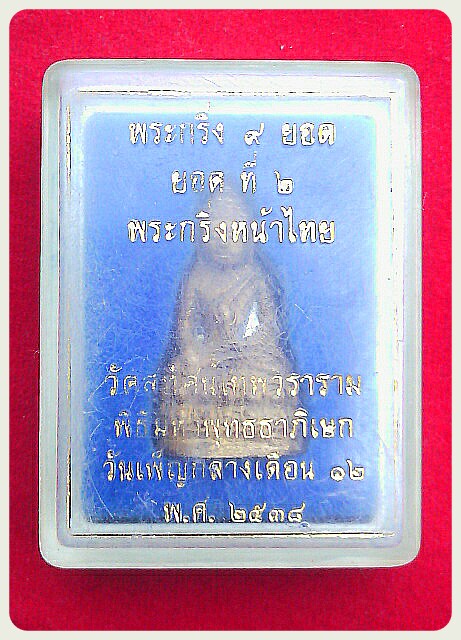 พระกริ่ง ๙ ยอด
ยอด ที่ ๒
พระกริ่งหน้าไทย
วัดสุทัศน์เทพวราราม
พิธีมหาพุทธาภิเษก
วันเพ็ญกลางเดือน ๑๒
พ.ศ. ๒๕๓๘